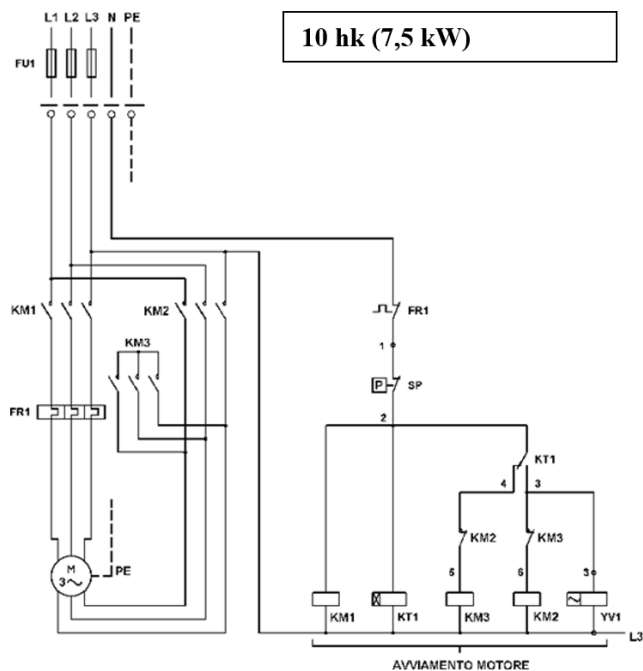 L1 L2 L3 N PE
10 hk (7,5 kW)
FU1
KM1
KM2
FR1
KM3
1
P
SP
FR1
2
KT1
4 3
KM2
KM3
M
3
PE
5
6
3
KM1
KT1
KM3
KM2
YV1
L3
AVVIAMENTO MOTORE